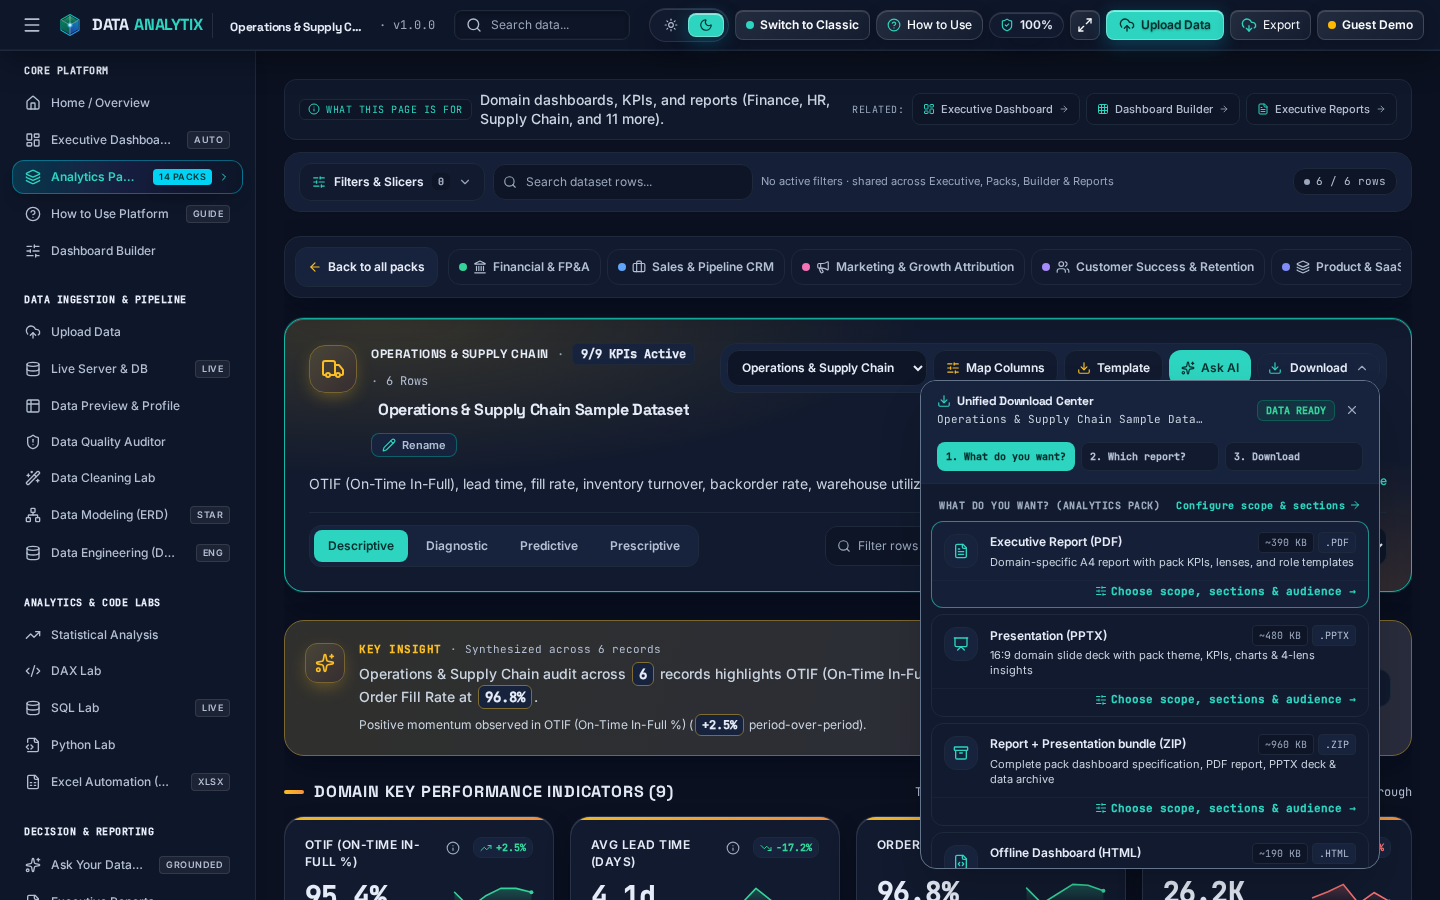 DATA ANALYTIX
Operations & Supply C...
· v1.0.0
Search data...
Switch to Classic
How to Use
100%
Upload Data
Export
Guest Demo
CORE PLATFORM
Home / Overview
Executive Dashboa... AUTO
Analytics Pa... 14 PACKS
How to Use Platform GUIDE
Dashboard Builder
DATA INGESTION & PIPELINE
Upload Data
Live Server & DB LIVE
Data Preview & Profile
Data Quality Auditor
Data Cleaning Lab
Data Modeling (ERD) STAR
Data Engineering (D... ENG
ANALYTICS & CODE LABS
Statistical Analysis
DAX Lab
SQL Lab LIVE
Python Lab
Excel Automation (... XLSX
DECISION & REPORTING
Ask Your Data... GROUNDED
Executive Reports
WHAT THIS PAGE IS FOR
Domain dashboards, KPIs, and reports (Finance, HR,
Supply Chain, and 11 more).
RELATED:
Executive Dashboard →
Dashboard Builder →
Executive Reports →
Filters & Slicers 0
Search dataset rows...
No active filters · shared across Executive, Packs, Builder & Reports
6 / 6 rows
← Back to all packs
Financial & FP&A
Sales & Pipeline CRM
Marketing & Growth Attribution
Customer Success & Retention
Product & SaaS
OPERATIONS & SUPPLY CHAIN · 9/9 KPIs Active
· 6 Rows
Operations & Supply Chain Sample Dataset
Rename
Operations & Supply Chain
Map Columns
Template
Ask AI
Download
OTIF (On-Time In-Full), lead time, fill rate, inventory turnover, backorder rate, warehouse utiliz
Descriptive
Diagnostic
Predictive
Prescriptive
Filter rows
Unified Download Center
Operations & Supply Chain Sample Data…
DATA READY
1. What do you want?
2. Which report?
3. Download
WHAT DO YOU WANT? (ANALYTICS PACK)
Configure scope & sections →
Executive Report (PDF) ~390 KB .PDF
Domain-specific A4 report with pack KPIs, lenses, and role templates
Choose scope, sections & audience →
Presentation (PPTX) ~480 KB .PPTX
16:9 domain slide deck with pack theme, KPIs, charts & 4-lens
insights
Choose scope, sections & audience →
Report + Presentation bundle (ZIP) ~960 KB .ZIP
Complete pack dashboard specification, PDF report, PPTX deck &
data archive
Choose scope, sections & audience →
Offline Dashboard (HTML) ~190 KB .HTML
KEY INSIGHT · Synthesized across 6 records
Operations & Supply Chain audit across 6 records highlights OTIF (On-Time In-Fu
Order Fill Rate at 96.8% .
Positive momentum observed in OTIF (On-Time In-Full %) ( +2.5% period-over-period).
DOMAIN KEY PERFORMANCE INDICATORS (9)
rough
OTIF (ON-TIME IN-
FULL %)
+2.5%
95.4%
AVG LEAD TIME
(DAYS)
-17.2%
4.1d
ORDER
96.8%
26.2K